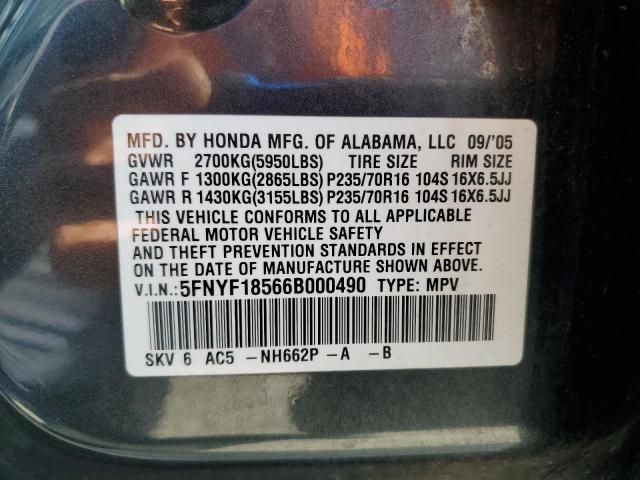 MFD. BY HONDA MFG. OF ALABAMA, LLC 09/'05
GVWR 2700KG(5950LBS) TIRE SIZE RIM SIZE
GAWR F 1300KG(2865LBS) P235/70R16 104S 16X6.5JJ
GAWR R 1430KG(3155LBS) P235/70R16 104S 16X6.5JJ
THIS VEHICLE CONFORMS TO ALL APPLICABLE
FEDERAL MOTOR VEHICLE SAFETY
AND THEFT PREVENTION STANDARDS IN EFFECT
ON THE DATE OF MANUFACTURE SHOWN ABOVE.
V.I.N.: 5FNYF18566B000490 TYPE: MPV
SKV 6 AC5 -NH662P -A -B